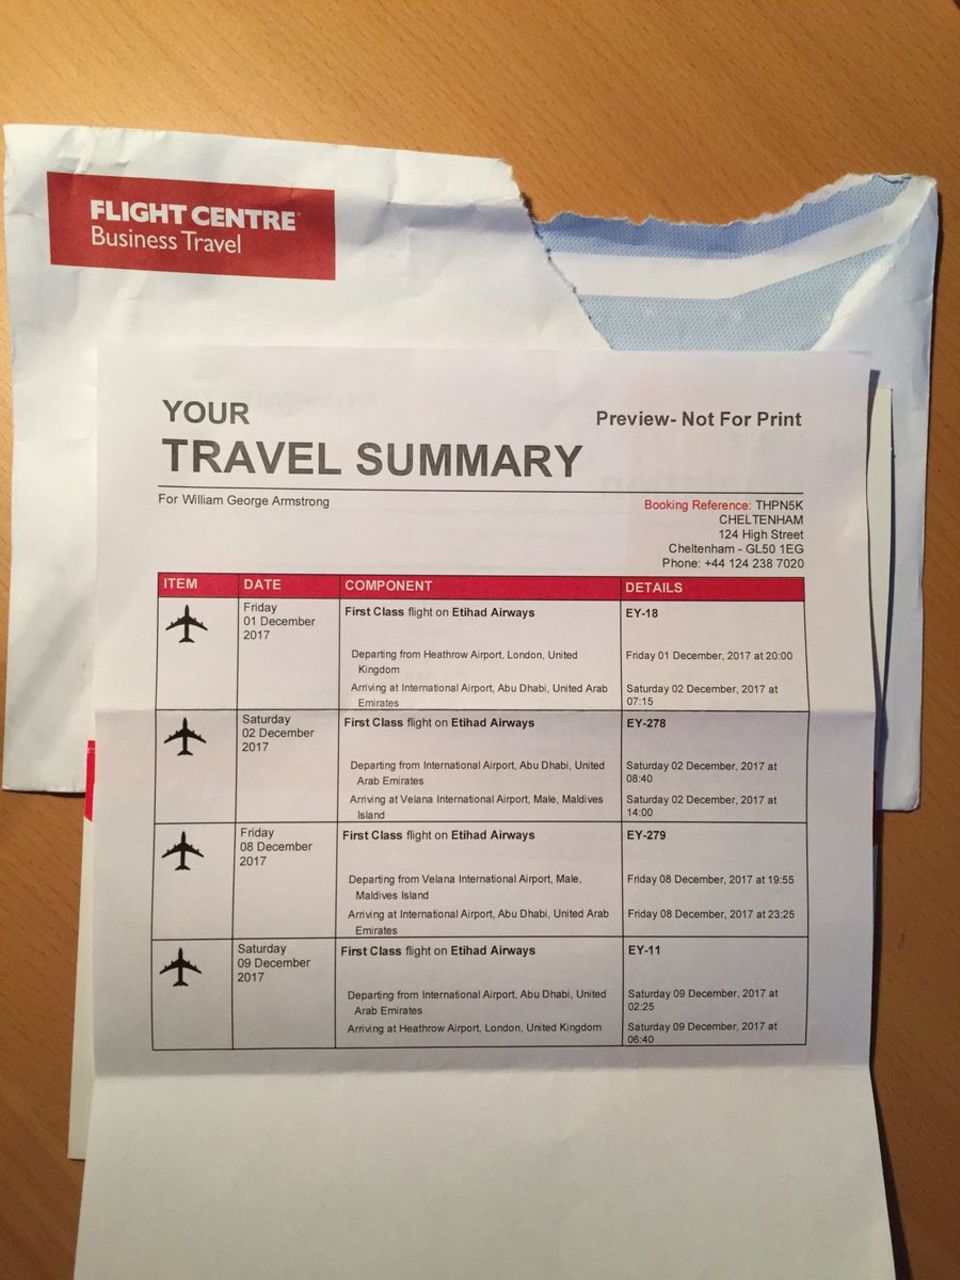 FLIGHT CENTRE
Business Travel
YOUR
Preview- Not For Print
TRAVEL SUMMARY
For William George Armstrong
Booking Reference: THPN5K
CHELTENHAM
124 High Street
Cheltenham - GL50 1EG
Phone: +44 124 238 7020
ITEM DATE COMPONENT DETAILS
Friday
01 December
2017
First Class flight on Etihad Airways
EY-18
Departing from Heathrow Airport, London, United
Kingdom
Friday 01 December, 2017 at 20:00
Arriving at International Airport, Abu Dhabi, United Arab
Emirates
Saturday 02 December, 2017 at
07:15
Saturday
02 December
2017
First Class flight on Etihad Airways
EY-278
Departing from International Airport, Abu Dhabi, United
Arab Emirates
Saturday 02 December, 2017 at
08:40
Arriving at Velana International Airport, Male, Maldives
Island
Saturday 02 December, 2017 at
14:00
Friday
08 December
2017
First Class flight on Etihad Airways
EY-279
Departing from Velana International Airport, Male,
Maldives Island
Friday 08 December, 2017 at 19:55
Arriving at International Airport, Abu Dhabi, United Arab
Emirates
Friday 08 December, 2017 at 23:25
Saturday
09 December
2017
First Class flight on Etihad Airways
EY-11
Departing from International Airport, Abu Dhabi, United
Arab Emirates
Saturday 09 December, 2017 at
02:25
Arriving at Heathrow Airport, London, United Kingdom
Saturday 09 December, 2017 at
06:40